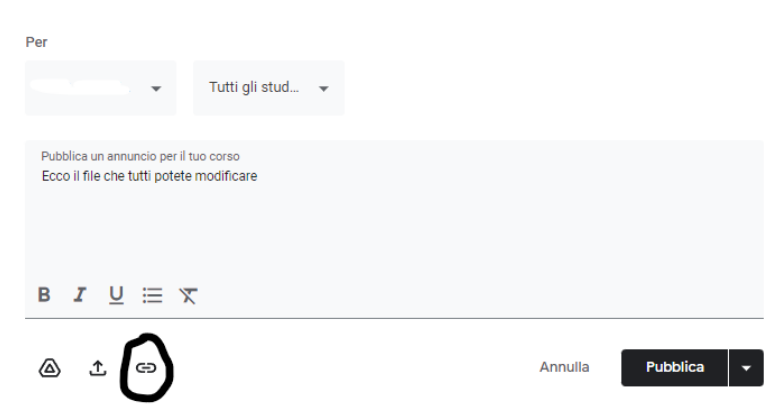 Per
Tutti gli stud...
Pubblica un annuncio per il tuo corso
Ecco il file che tutti potete modificare
B I U
Annulla Pubblica